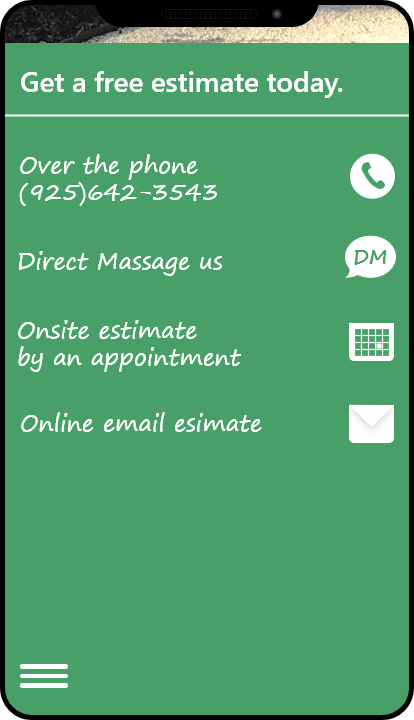 Get a free estimate today.
Over the phone
(925)642-3543
Direct Massage us
DM
Onsite estimate
by an appointment
Online email esimate